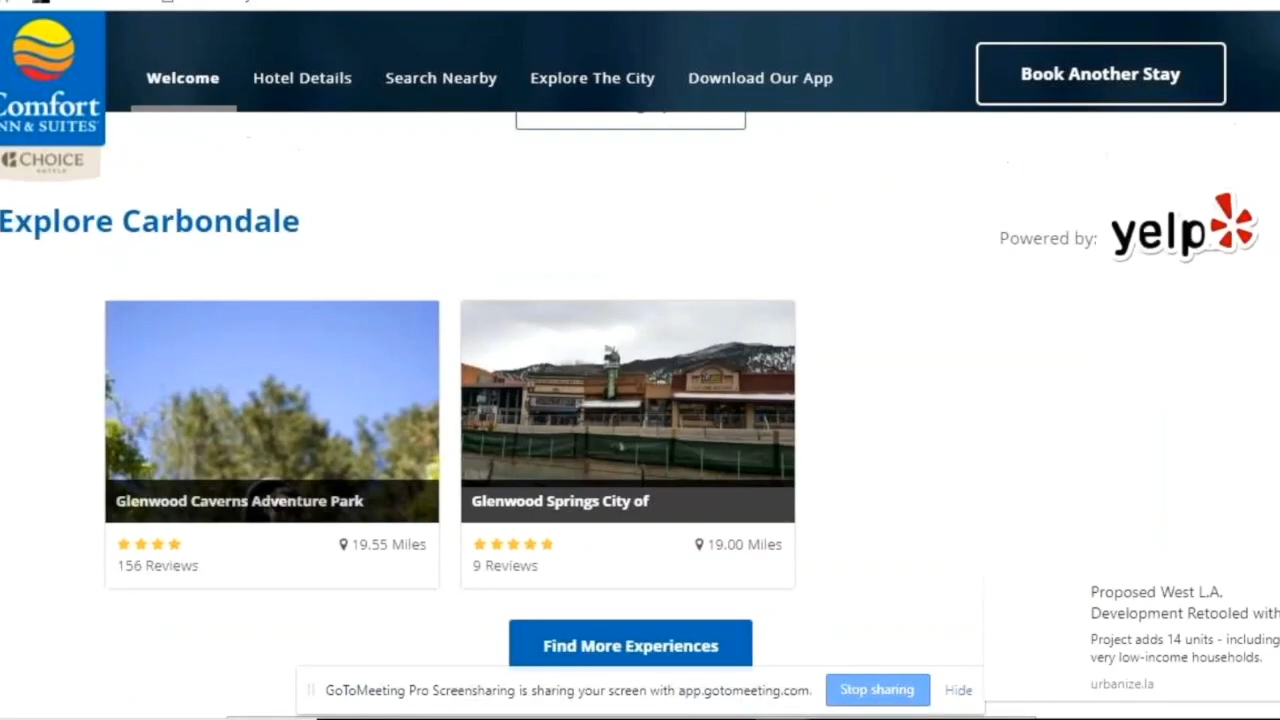 Comfort
INN & SUITES
CHOICE
HOTELS
Welcome
Hotel Details
Search Nearby
Explore The City
Download Our App
Book Another Stay
Explore Carbondale
Powered by:
yelp
Glenwood Caverns Adventure Park
19.55 Miles
156 Reviews
Glenwood Springs City of
19.00 Miles
9 Reviews
Find More Experiences
GoToMeeting Pro Screensharing is sharing your screen with app.gotomeeting.com.
Stop sharing
Hide
Proposed West L.A.
Development Retooled with
Project adds 14 units - including
very low-income households.
urbanize.la